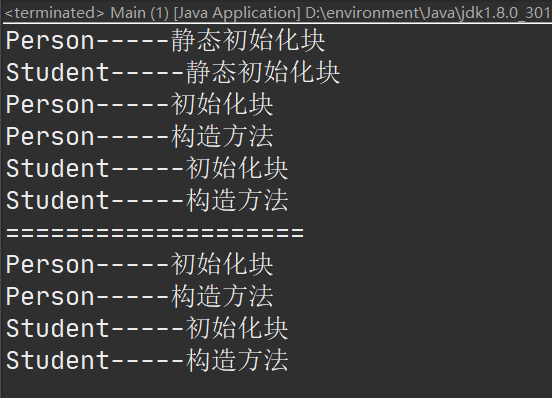 <terminated> Main (1) [Java Application] D:\environment\Java\jdk1.8.0_301
Person-----静态初始化块
Student-----静态初始化块
Person-----初始化块
Person-----构造方法
Student-----初始化块
Student-----构造方法
====================
Person-----初始化块
Person-----构造方法
Student-----初始化块
Student-----构造方法